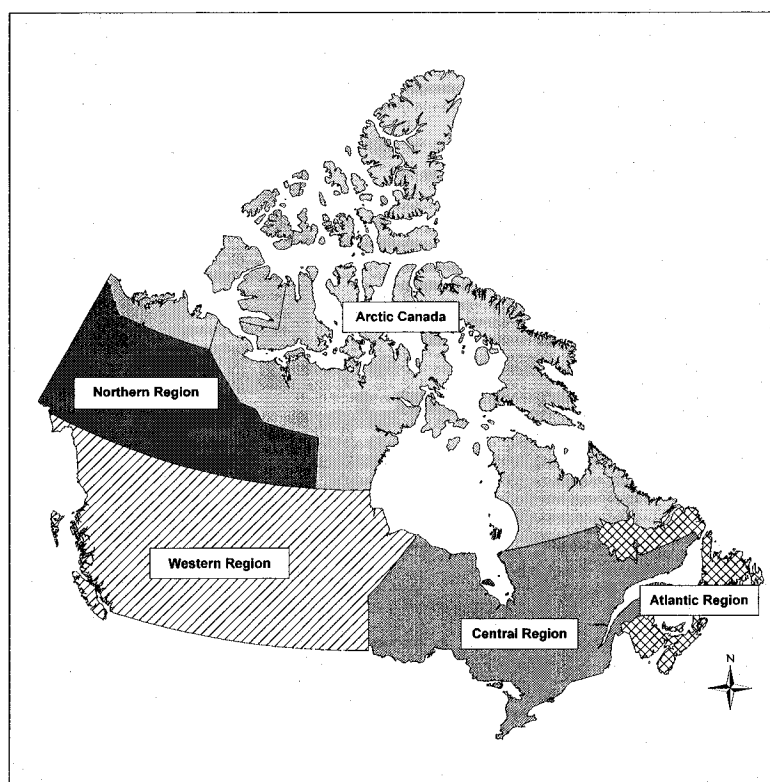 Arctic Canada
Northern Region
Western Region
Atlantic Region
Central Region
N